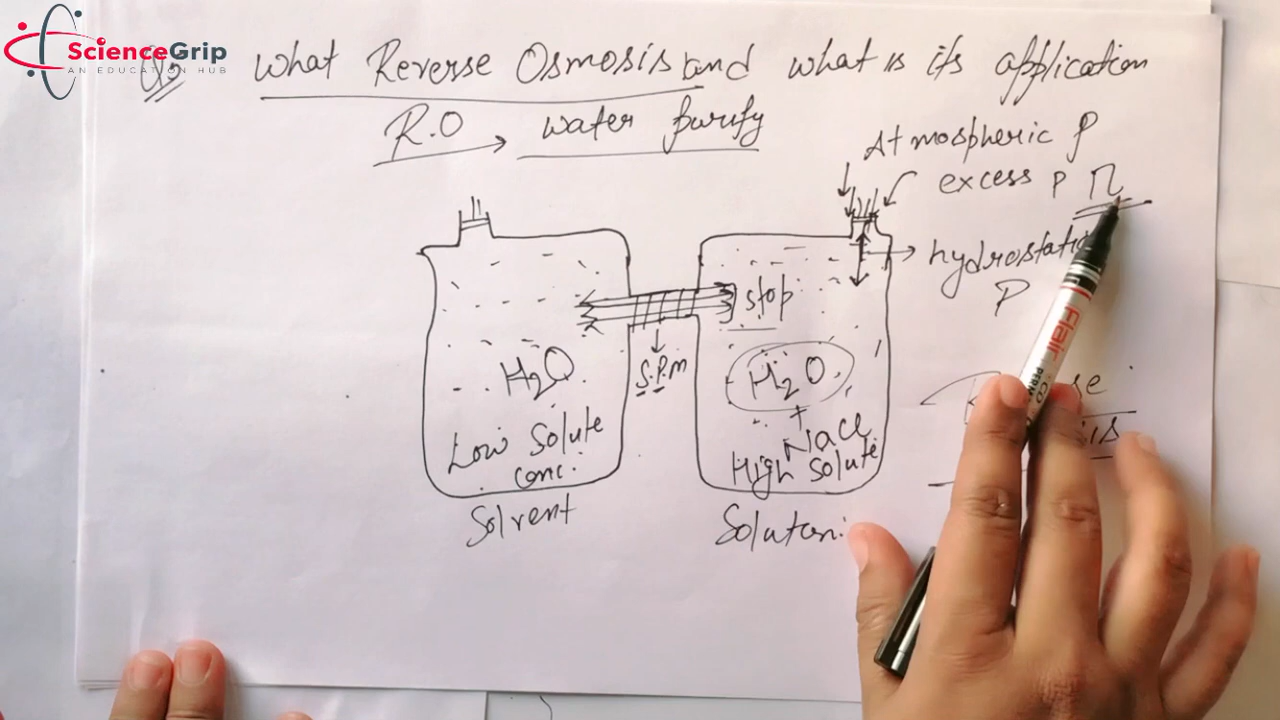 ScienceGrip
AN EDUCATION HUB
What Reverse Osmosis and what is its application
R.O → water purify
Atmospheric P
excess P π
hydrostatic
P
stop
S.P.M
H2O
Low Solute
conc.
Solvent
H2O
+
NaCl
High Solute
Flair